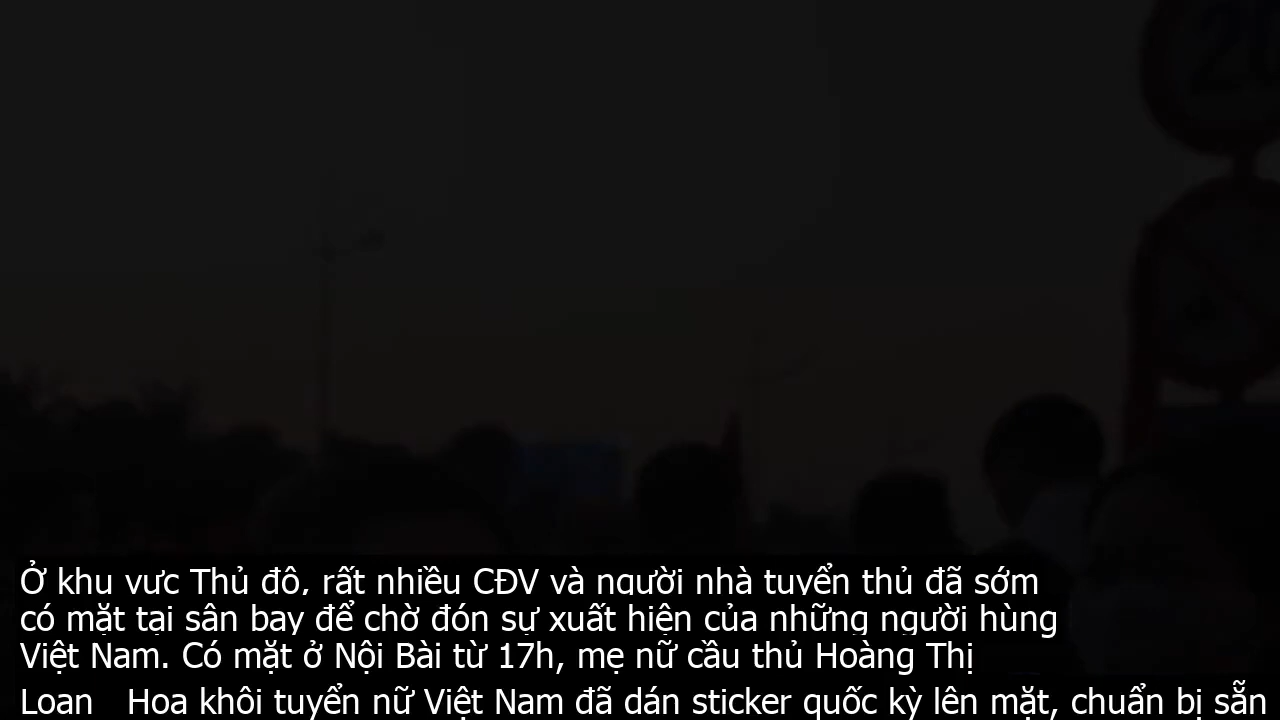 Ở khu vực Thủ đô, rất nhiều CĐV và người nhà tuyển thủ đã sớm
có mặt tại sân bay để chờ đón sự xuất hiện của những người hùng
Việt Nam. Có mặt ở Nội Bài từ 17h, mẹ nữ cầu thủ Hoàng Thị
Loan Hoa khôi tuyển nữ Việt Nam đã dán sticker quốc kỳ lên mặt, chuẩn bị sẵn